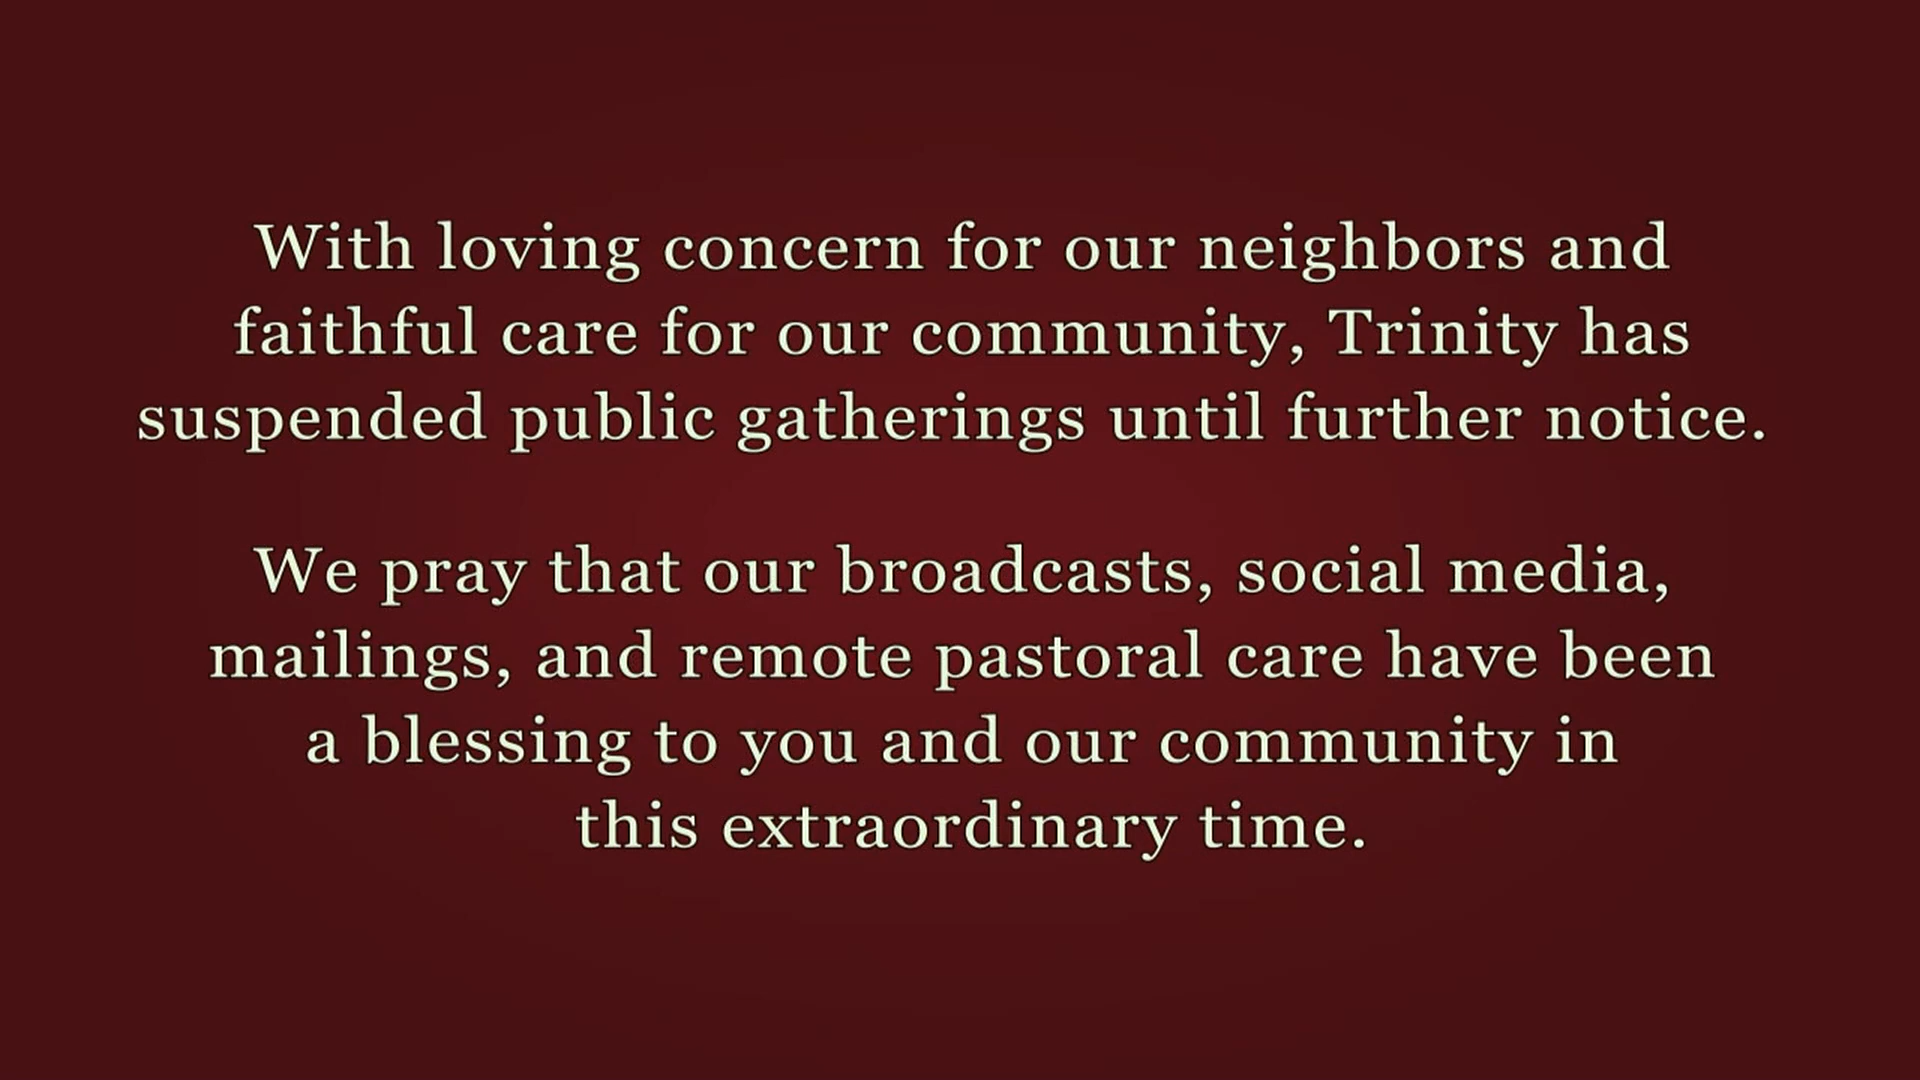 With loving concern for our neighbors and
faithful care for our community, Trinity has
suspended public gatherings until further notice.
We pray that our broadcasts, social media,
mailings, and remote pastoral care have been
a blessing to you and our community in
this extraordinary time.